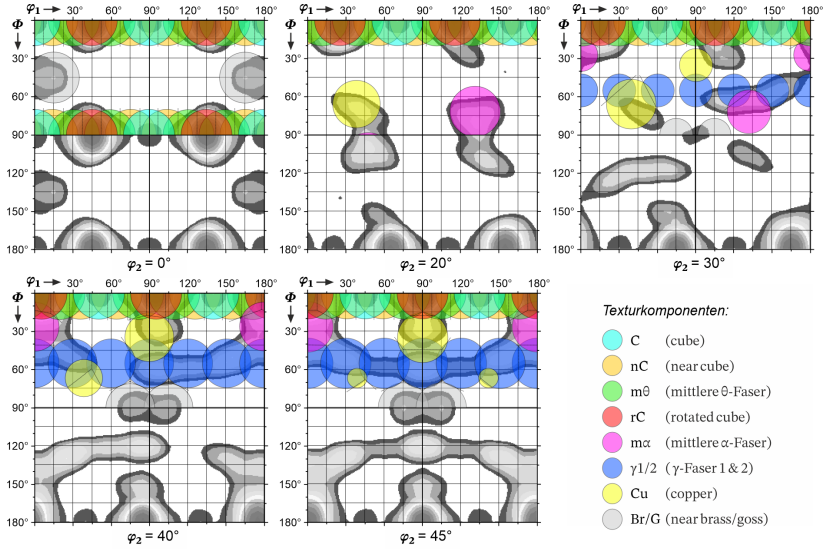 φ₁ → 30° 60° 90° 120° 150° 180°
φ₁ → 30° 60° 90° 120° 150° 180°
φ₁ → 30° 60° 90° 120° 150° 180°
Φ
Φ
Φ
30°
30°
30°
60°
60°
60°
90°
90°
90°
120°
120°
120°
150°
150°
150°
180°
180°
180°
φ₂ = 0°
φ₂ = 20°
φ₂ = 30°
φ₁ → 30° 60° 90° 120° 150° 180°
φ₁ → 30° 60° 90° 120° 150° 180°
Φ
Φ
30°
30°
60°
60°
90°
90°
120°
120°
150°
150°
180°
180°
φ₂ = 40°
φ₂ = 45°
Texturkomponenten:
C (cube)
nC (near cube)
mθ (mittlere θ-Faser)
rC (rotated cube)
mα (mittlere α-Faser)
γ1/2 (γ-Faser 1 & 2)
Cu (copper)
Br/G (near brass/goss)